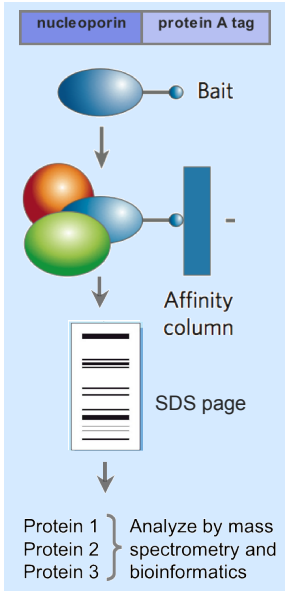 nucleoporin protein A tag
Bait
Affinity
column
SDS page
Protein 1 Analyze by mass
Protein 2 spectrometry and
Protein 3 bioinformatics